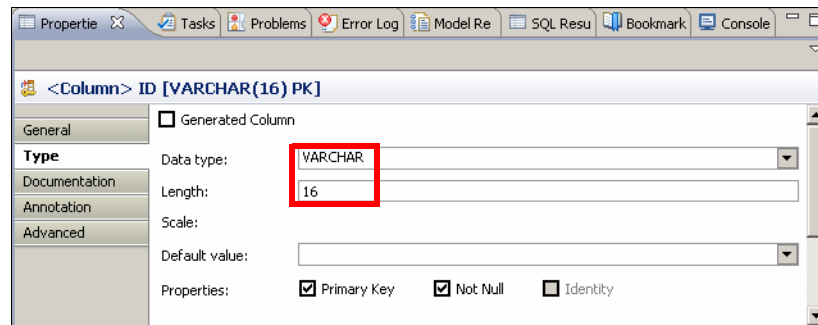 Propertie Tasks Problems Error Log Model Re SQL Resu Bookmark Console
<Column> ID [VARCHAR(16) PK]
General
Type
Documentation
Annotation
Advanced
Generated Column
Data type: VARCHAR
Length: 16
Scale:
Default value:
Properties: Primary Key Not Null Identity